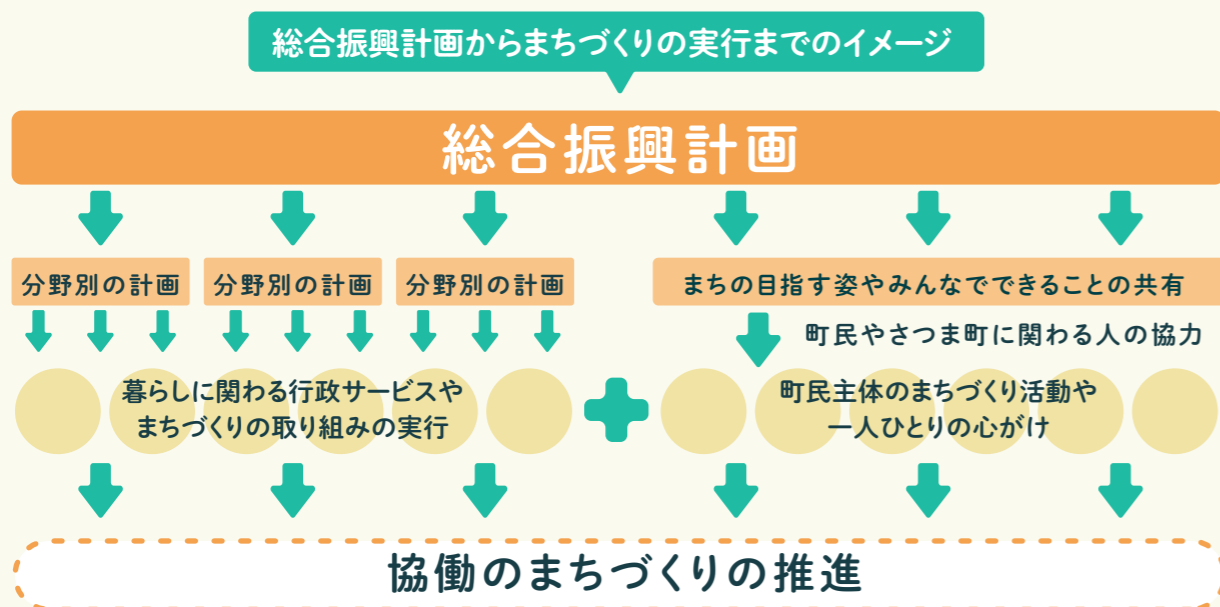 総合振興計画からまちづくりの実行までのイメージ
総合振興計画
分野別の計画
分野別の計画
分野別の計画
まちの目指す姿やみんなでできることの共有
町民やさつま町に関わる人の協力
暮らしに関わる行政サービスや
まちづくりの取り組みの実行
町民主体のまちづくり活動や
一人ひとりの心がけ
協働のまちづくりの推進